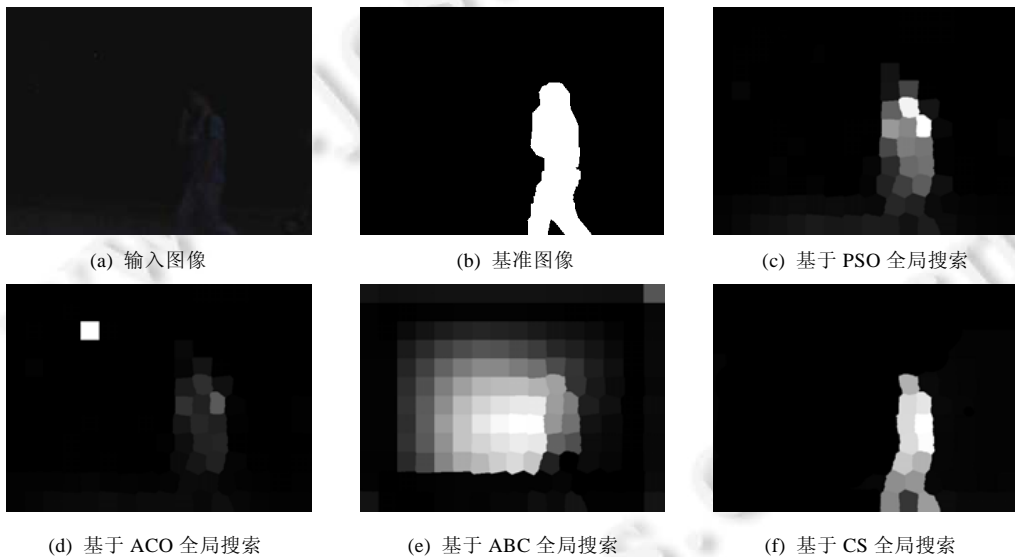 (a) 输入图像
(b) 基准图像
(c) 基于 PSO 全局搜索
(d) 基于 ACO 全局搜索
(e) 基于 ABC 全局搜索
(f) 基于 CS 全局搜索